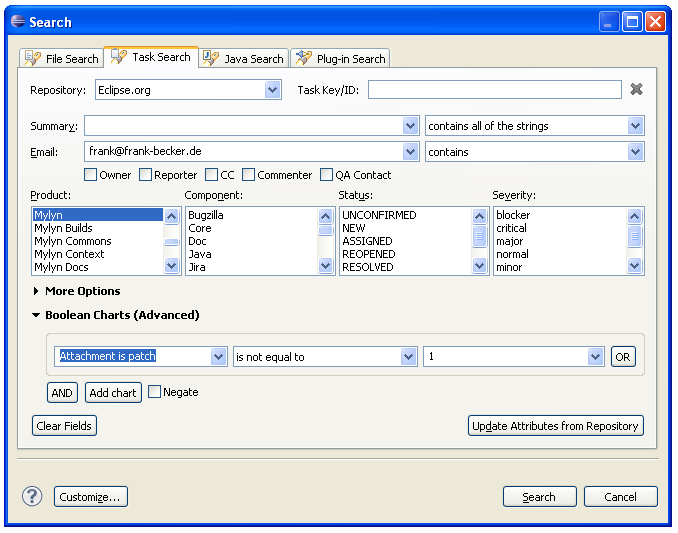 Search
File Search Task Search Java Search Plug-in Search
Repository: Eclipse.org Task Key/ID:
Summary: contains all of the strings
Email: frank@frank-becker.de contains
Owner Reporter CC Commenter QA Contact
Product: Component: Status: Severity:
Mylyn Bugzilla UNCONFIRMED blocker
Mylyn Builds Core NEW critical
Mylyn Commons Doc ASSIGNED major
Mylyn Context Java REOPENED normal
Mylyn Docs Jira RESOLVED minor
More Options
Boolean Charts (Advanced)
Attachment is patch is not equal to 1 OR
AND Add chart Negate
Clear Fields Update Attributes from Repository
? Customize... Search Cancel